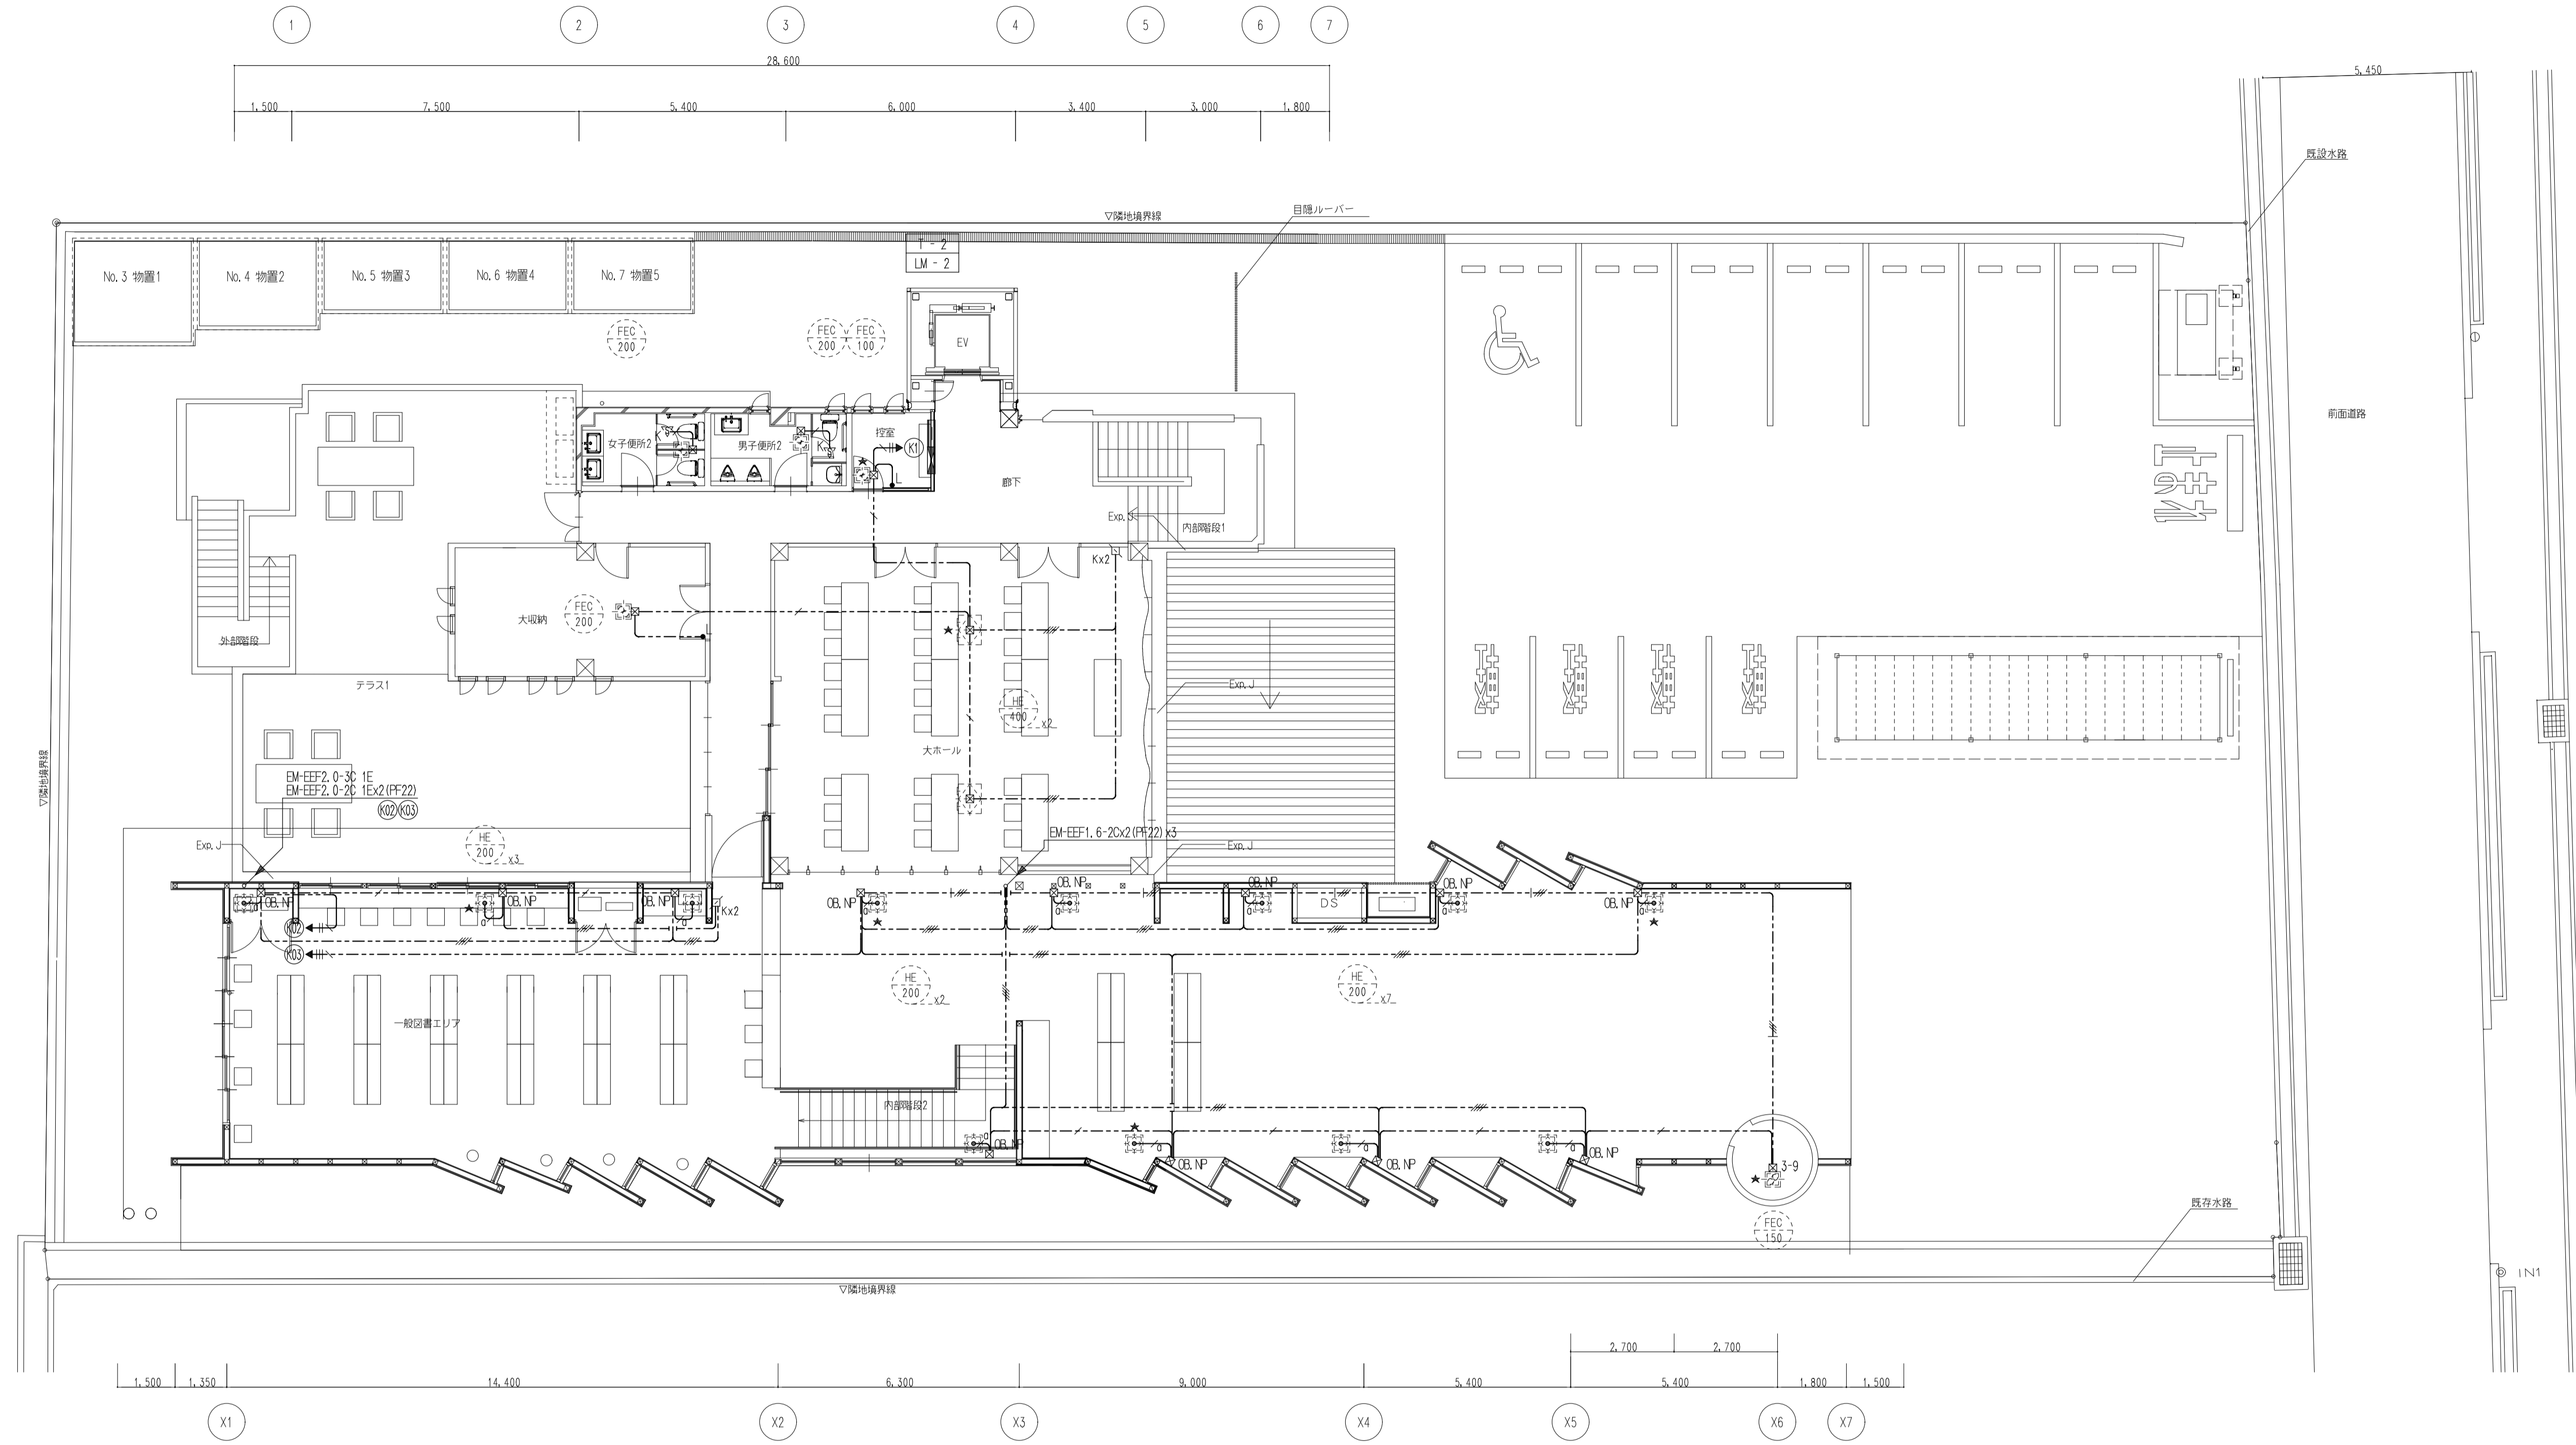 1 2 3 4 5 6 7
28,600
5,450
1,500 7,500 5,400 6,000 3,400 3,000 1,800
既設水路
目隠ルーバー
▽隣地境界線
T - 2
LM - 2
No.3 物置1
No.4 物置2
No.5 物置3
No.6 物置4
No.7 物置5
FEC
200
FEC
200
FEC
100
EV
前面道路
控室
女子便所2
男子便所2
K
K
K1
L
廊下
Exp.J
内部階段1
Kx2
FEC
200
大収納
L
外部階段
テラス1
Exp.J
HE
400
x2
大ホール
▽隣地境界線
EM-EEF2.0-3C 1E
EM-EEF2.0-2C 1Ex2(PF22)
K02 K03
HE
200
x3
EM-EEF1.6-2Cx2(PF22)x3
Exp.J
Exp.J
OB.NP
OB.NP
OB.NP
Kx2
OB.NP
OB.NP
OB.NP
OB.NP
OB.NP
a
a
a
a
a
a
a
DS
K02
K03
HE
200
x2
HE
200
x7
一般図書エリア
内部階段2
a
a
a
a
OB.NP
OB.NP
OB.NP
OB.NP
3-9
FEC
150
既存水路
▽隣地境界線
IN1
2,700 2,700
1,500 1,350 14,400 6,300 9,000 5,400 5,400 1,800 1,500
X1 X2 X3 X4 X5 X6 X7